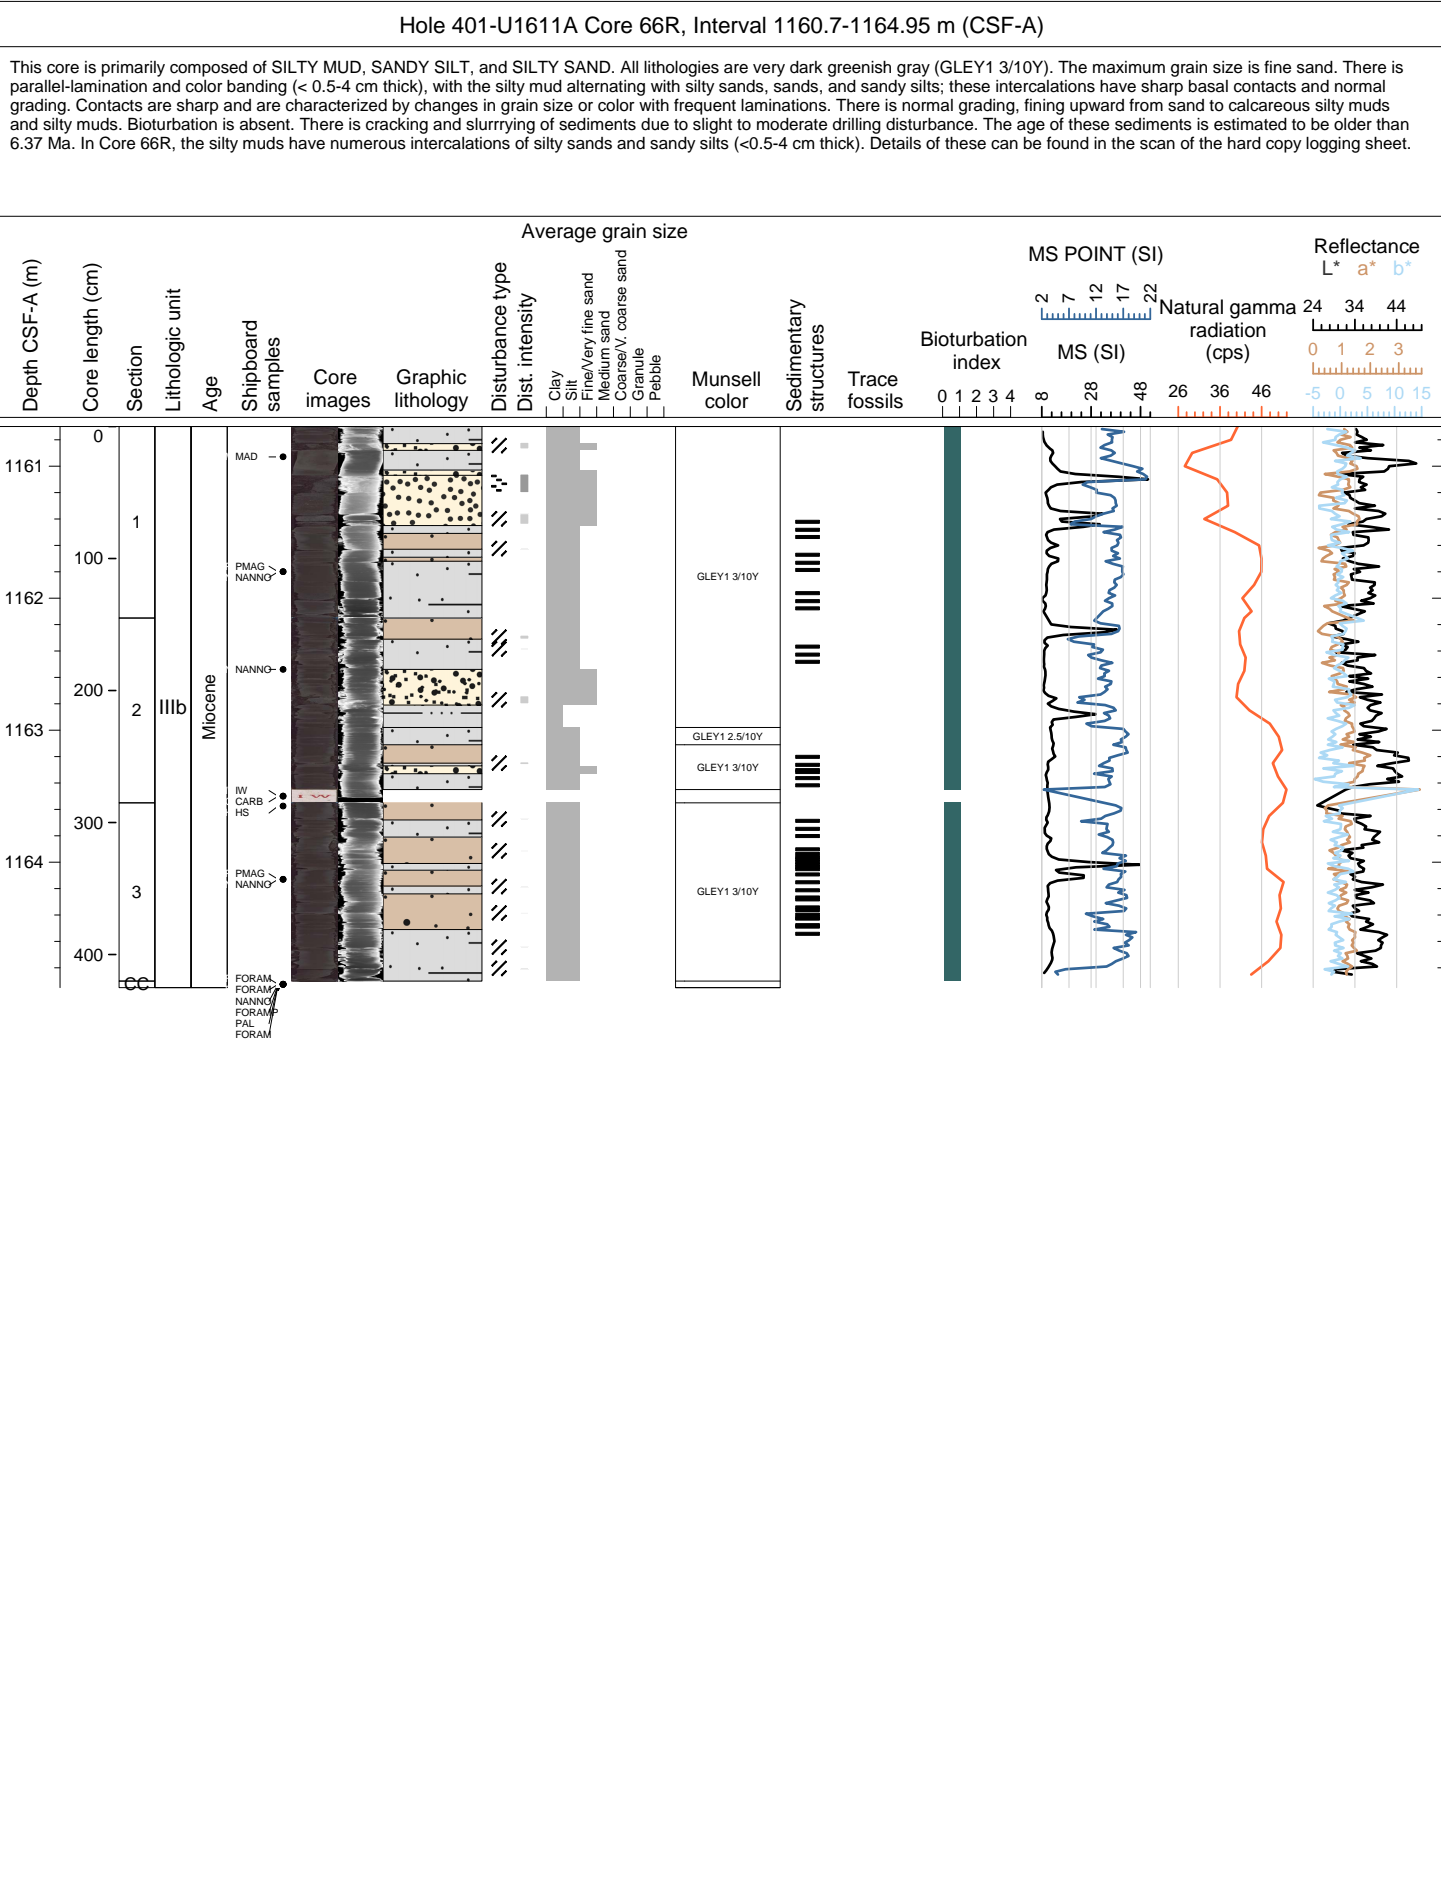 Hole 401-U1611A Core 66R, Interval 1160.7-1164.95 m (CSF-A)
This core is primarily composed of SILTY MUD, SANDY SILT, and SILTY SAND. All lithologies are very dark greenish gray (GLEY1 3/10Y). The maximum grain size is fine sand. There is
parallel-lamination and color banding (< 0.5-4 cm thick), with the silty mud alternating with silty sands, sands, and sandy silts; these intercalations have sharp basal contacts and normal
grading. Contacts are sharp and are characterized by changes in grain size or color with frequent laminations. There is normal grading, fining upward from sand to calcareous silty muds
and silty muds. Bioturbation is absent. There is cracking and slurrrying of sediments due to slight to moderate drilling disturbance. The age of these sediments is estimated to be older than
6.37 Ma. In Core 66R, the silty muds have numerous intercalations of silty sands and sandy silts (<0.5-4 cm thick). Details of these can be found in the scan of the hard copy logging sheet.
Depth CSF-A (m)
Core length (cm)
Section
Lithologic unit
Age
Shipboard
samples
Core
images
Graphic
lithology
Disturbance type
Dist. intensity
Average grain size
Clay
Silt
Fine/Very fine sand
Medium sand
Coarse/V. coarse sand
Granule
Pebble
Munsell
color
Sedimentary
structures
Trace
fossils
Bioturbation
index
0 1 2 3 4
MS POINT (SI)
2 7 12 17 22
MS (SI)
8 28 48
Natural gamma
radiation
(cps)
26 36 46
Reflectance
L* a* b*
24 34 44
0 1 2 3
-5 0 5 10 15
1161
1162
1163
1164
0
100
200
300
400
1
2
3
CC
IIIb
Miocene
MAD
PMAG
NANNO
NANNO
IW
CARB
HS
PMAG
NANNO
FORAM
FORAM
NANNO
FORAMP
PAL
FORAM
I W
GLEY1 3/10Y
GLEY1 2.5/10Y
GLEY1 3/10Y
GLEY1 3/10Y